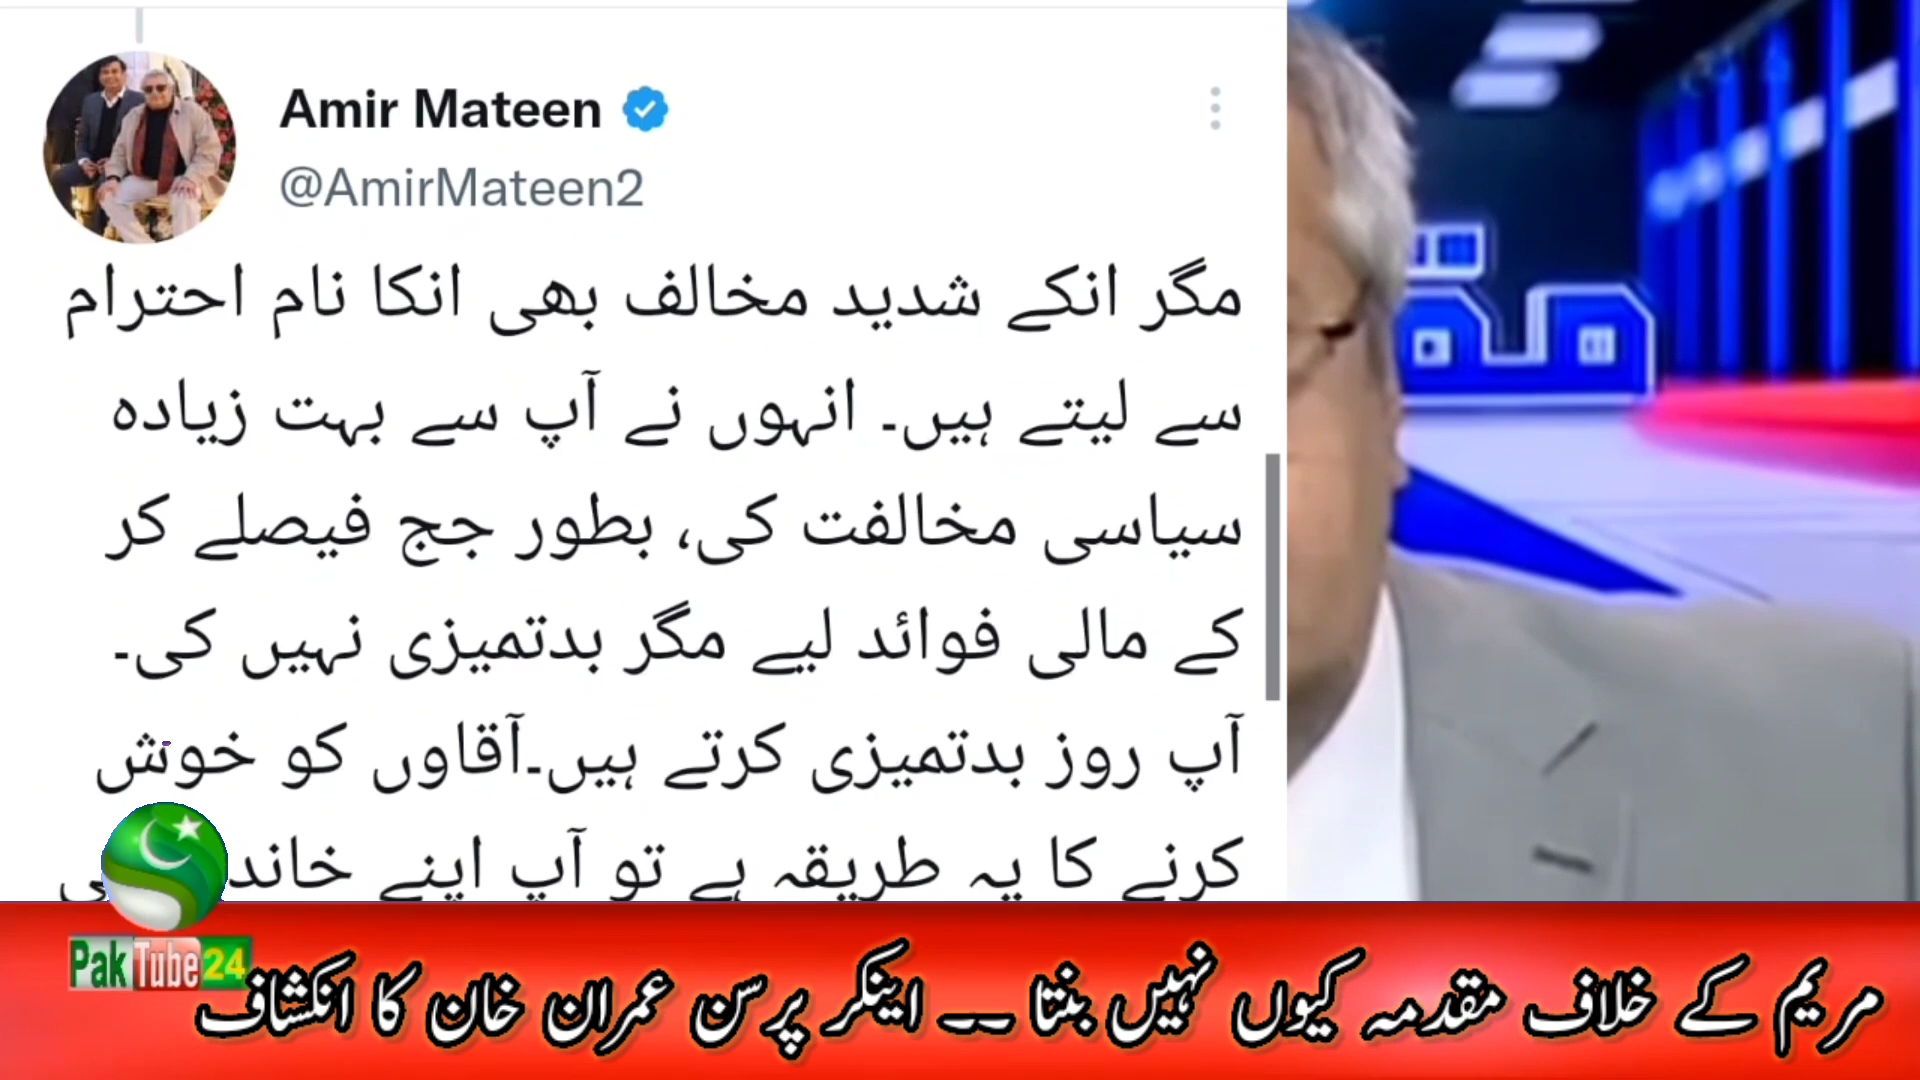 Amir Mateen
@AmirMateen2
مگر انکے شدید مخالف بھی انکا نام احترام
سے لیتے ہیں۔ انہوں نے آپ سے بہت زیادہ
سیاسی مخالفت کی، بطور جج فیصلے کر
کے مالی فوائد لیے مگر بدتمیزی نہیں کی۔
آپ روز بدتمیزی کرتے ہیں۔آقاوں کو خوش
کرنے کا یہ طریقہ ہے تو آپ اپنے
Pak Tube 24
مریم کے خلاف مقدمہ کیوں نہیں بنتا ۔۔ اینکر پرسن عمران خان کا انکشاف